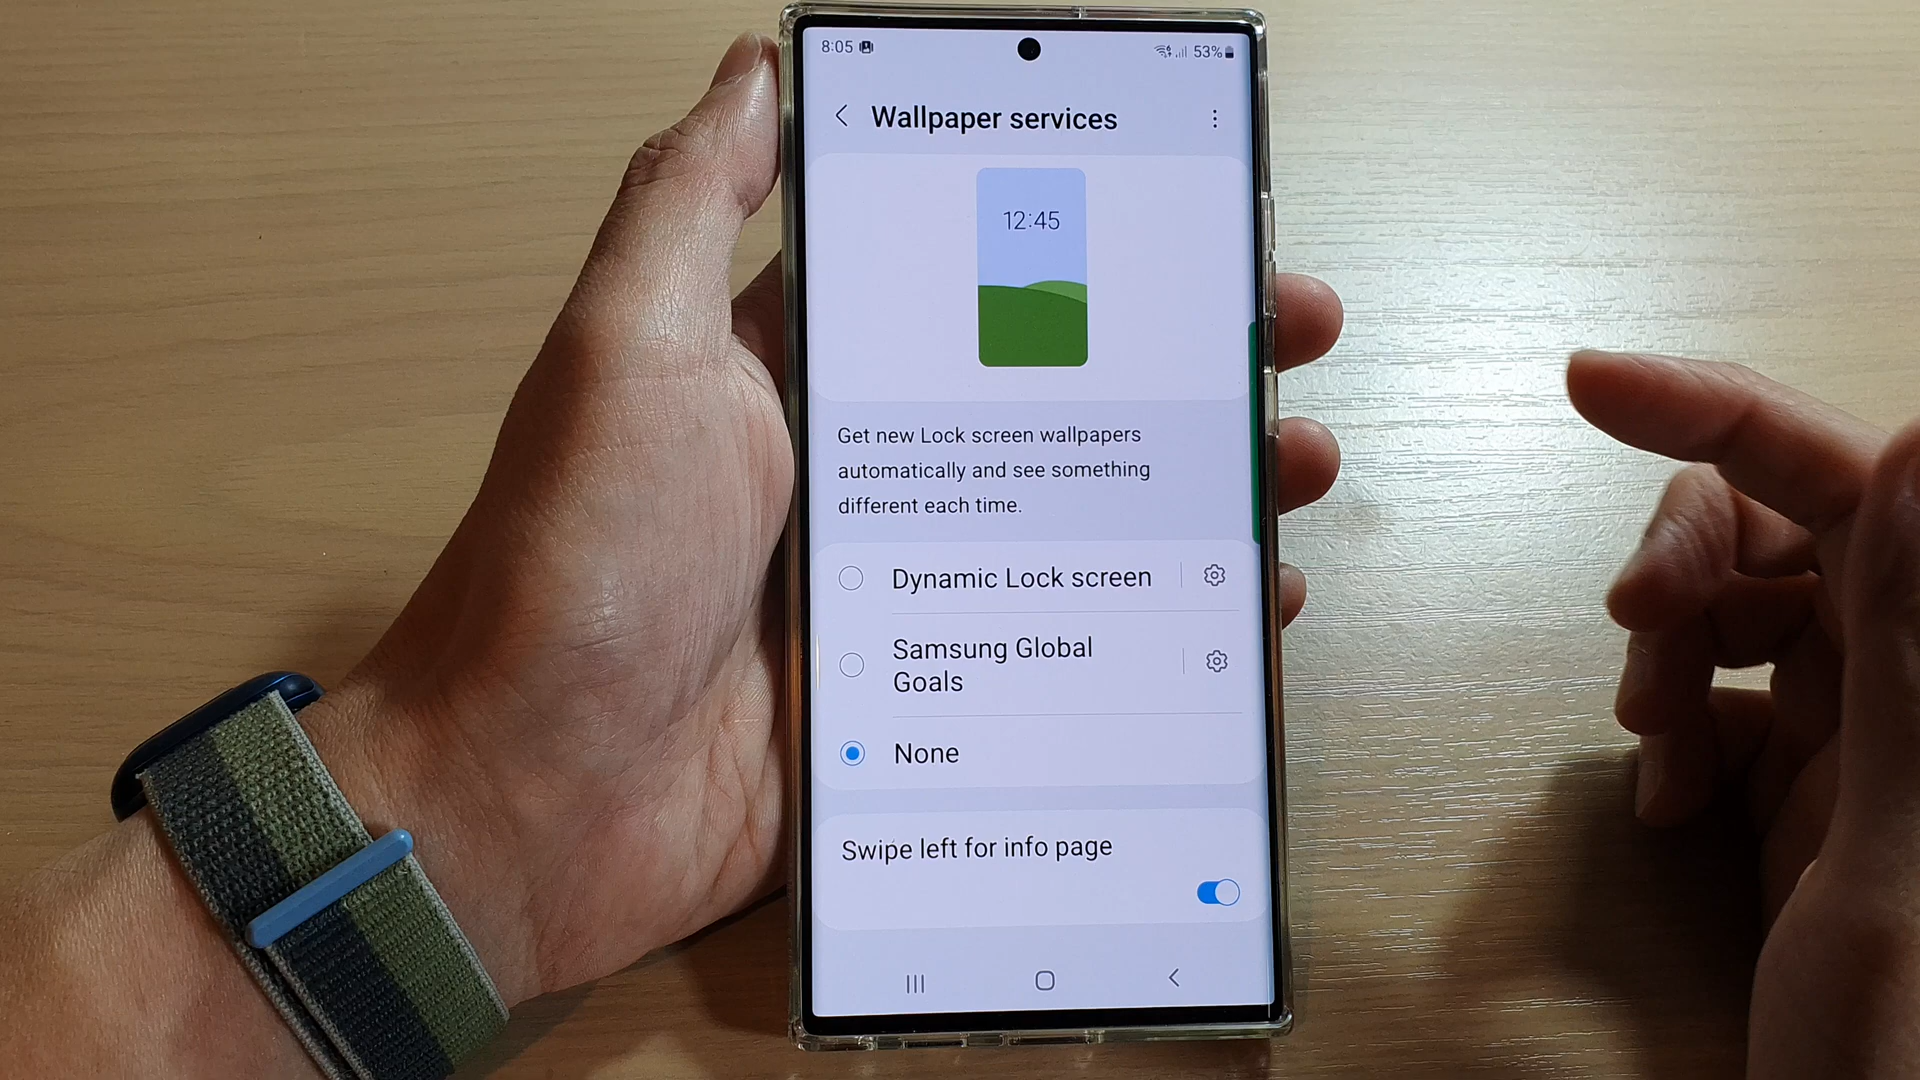 8:05
53%
Wallpaper services
12:45
Get new Lock screen wallpapers
automatically and see something
different each time.
Dynamic Lock screen
Samsung Global
Goals
None
Swipe left for info page